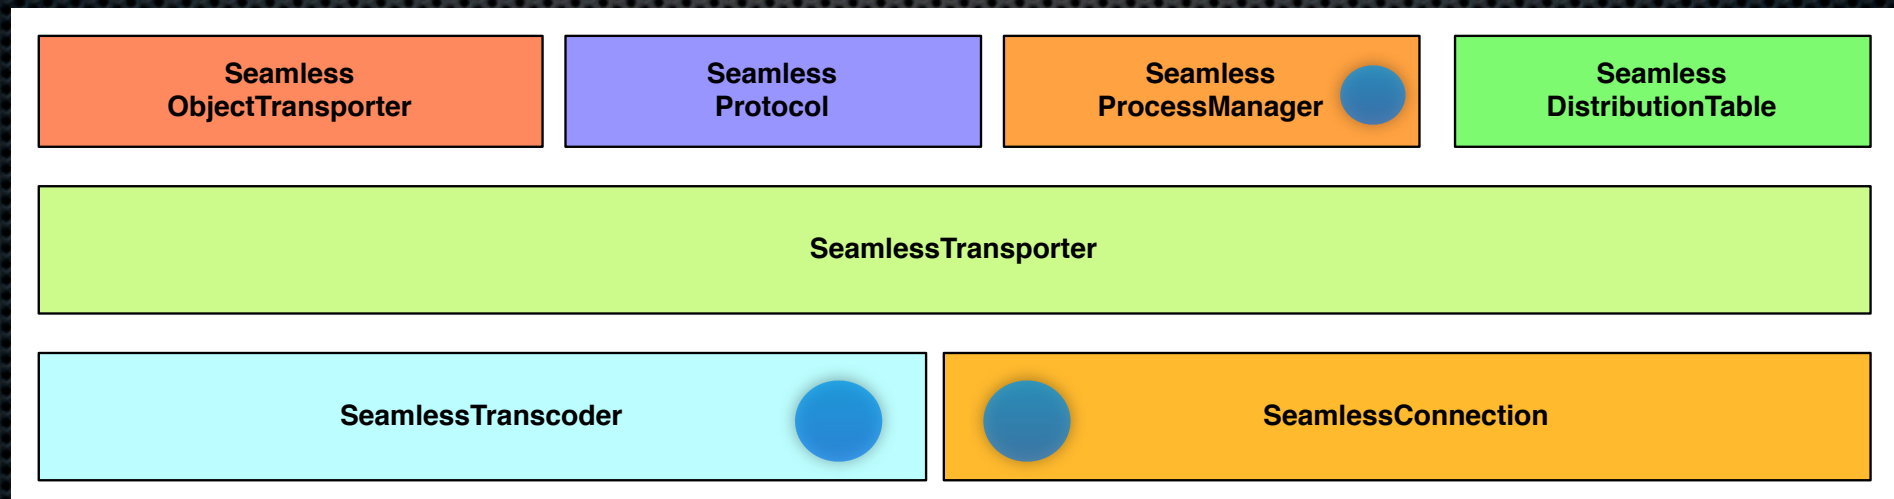 Seamless
ObjectTransporter
Seamless
Protocol
Seamless
ProcessManager
Seamless
DistributionTable
SeamlessTransporter
SeamlessTranscoder
SeamlessConnection